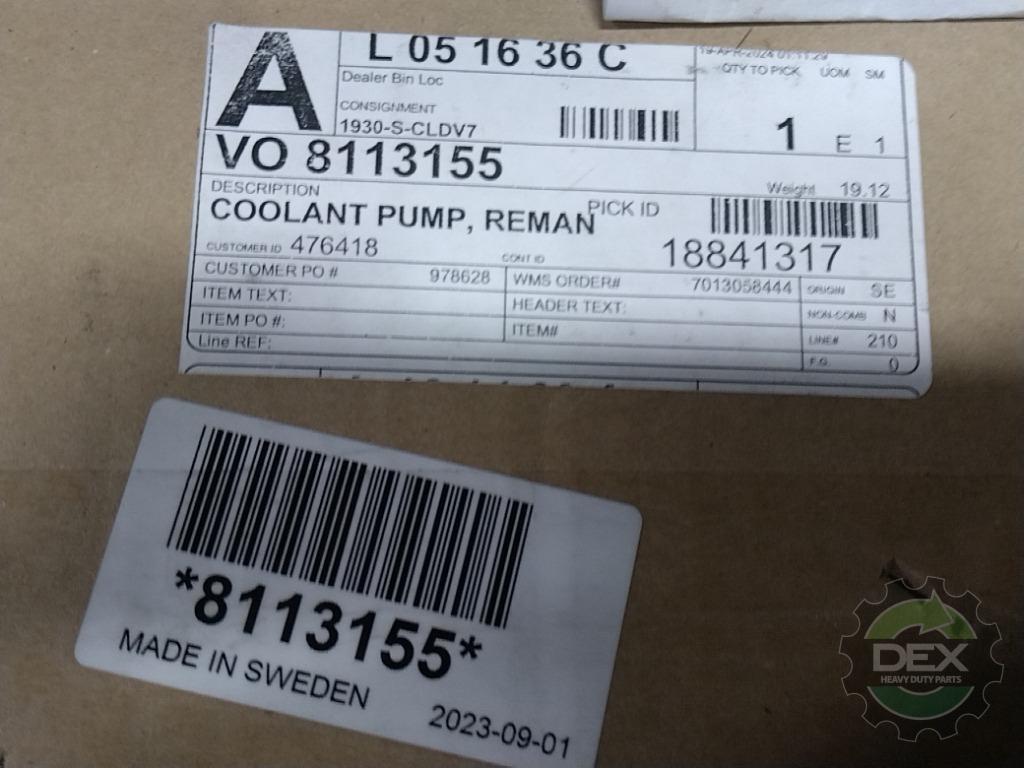 A
L 05 16 36 C
Dealer Bin Loc
CONSIGNMENT
1930-S-CLDV7
19-APR-2024 01:11:29
QTY TO PICK UOM SM
1 E 1
VO 8113155
DESCRIPTION
Weight 19.12
COOLANT PUMP, REMAN
PICK ID
CUSTOMER ID 476418
CONT ID
18841317
CUSTOMER PO # 978628
WMS ORDER# 7013058444
ORIGIN SE
ITEM TEXT:
HEADER TEXT:
NON-COMB N
ITEM PO #:
ITEM#
LINE# 210
Line REF:
F.G. 0
*8113155*
MADE IN SWEDEN
2023-09-01
DEX
HEAVY DUTY PARTS